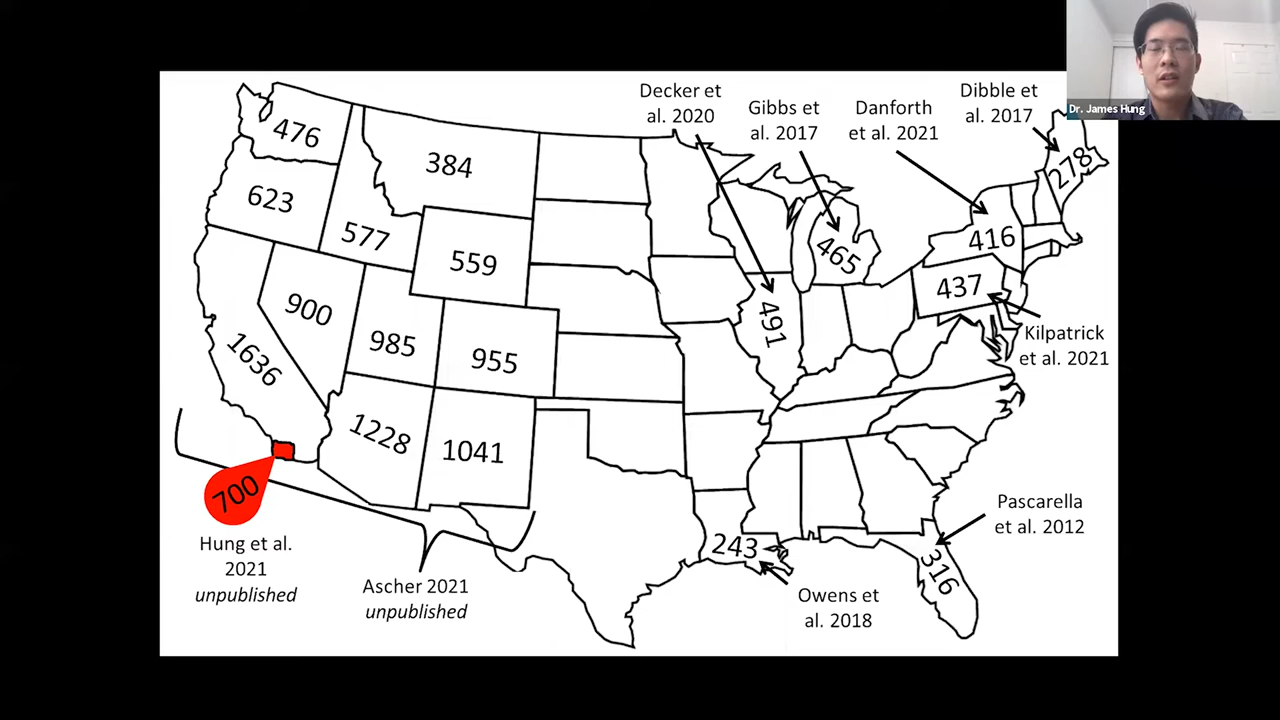 Decker et
al. 2020
Gibbs et
al. 2017
Danforth
et al. 2021
Dibble et
al. 2017
Dr. James Hung
476
384
278
623
577
559
465
416
437
900
985
955
491
Kilpatrick
et al. 2021
1636
1228
1041
700
Hung et al.
2021
unpublished
Ascher 2021
unpublished
243
Owens et
al. 2018
316
Pascarella
et al. 2012